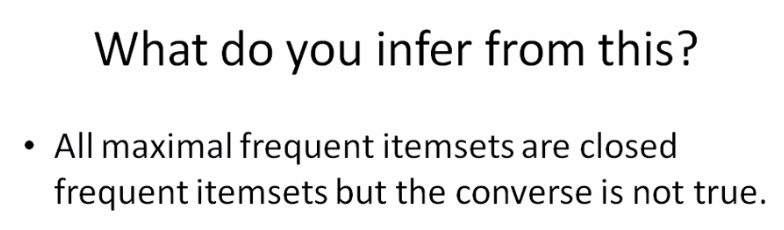 What do you infer from this?
• All maximal frequent itemsets are closed
frequent itemsets but the converse is not true.